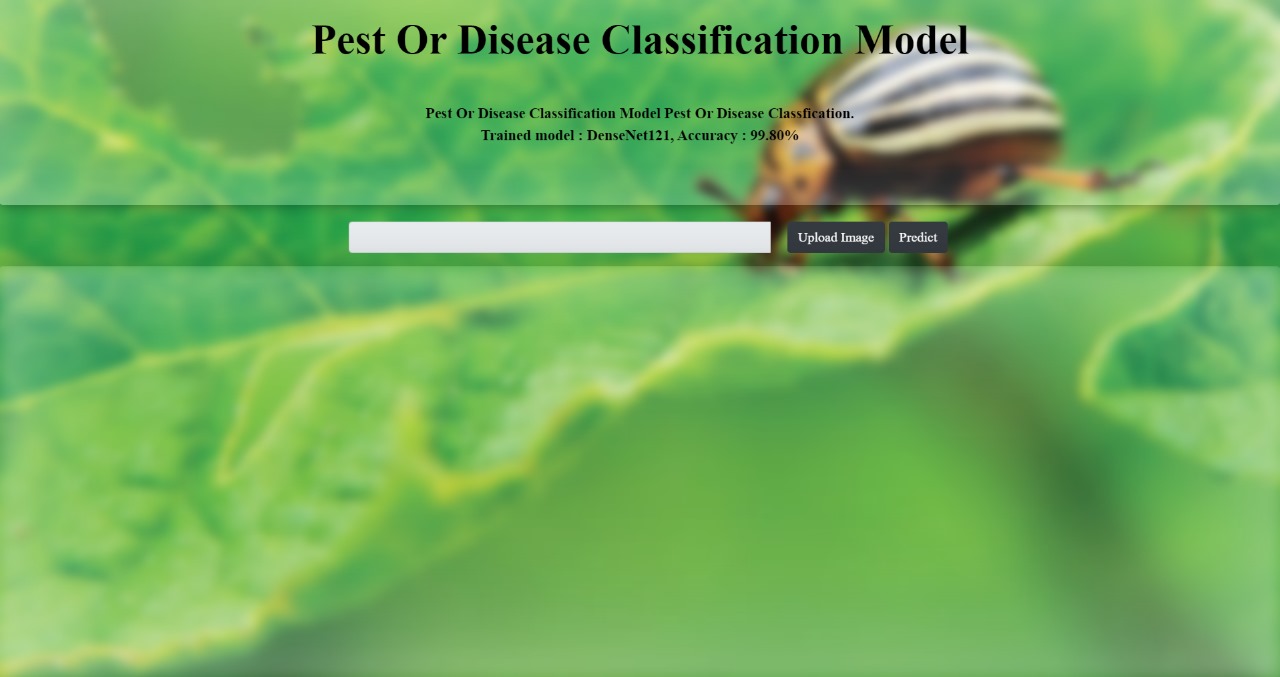 Pest Or Disease Classification Model
Pest Or Disease Classification Model Pest Or Disease Classfication.
Trained model : DenseNet121, Accuracy : 99.80%
Upload Image Predict